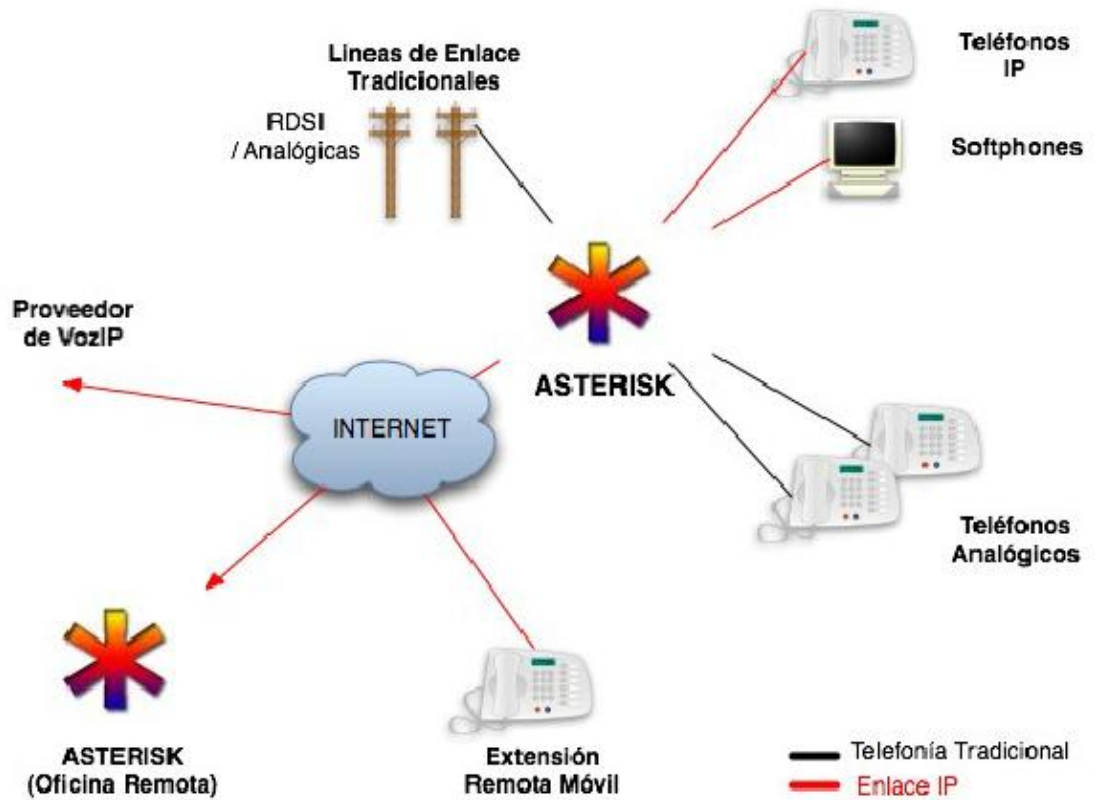 Lineas de Enlace
Tradicionales
RDSI
/ Analógicas
Teléfonos
IP
Softphones
Proveedor
de VozIP
ASTERISK
INTERNET
Teléfonos
Analógicos
ASTERISK
(Oficina Remota)
Extensión
Remota Móvil
Telefonía Tradicional
Enlace IP